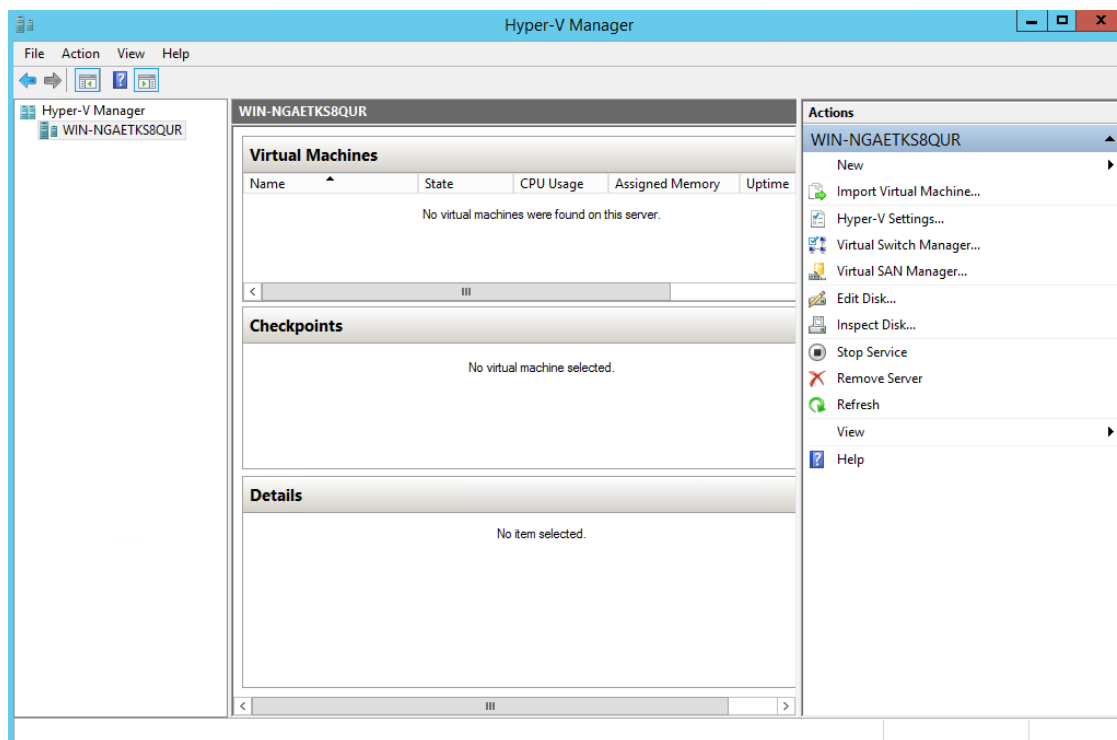 Hyper-V Manager
File Action View Help
Hyper-V Manager
WIN-NGAETKS8QUR
WIN-NGAETKS8QUR
Virtual Machines
Name State CPU Usage Assigned Memory Uptime
No virtual machines were found on this server.
Checkpoints
No virtual machine selected.
Details
No item selected.
Actions
WIN-NGAETKS8QUR
New
Import Virtual Machine...
Hyper-V Settings...
Virtual Switch Manager...
Virtual SAN Manager...
Edit Disk...
Inspect Disk...
Stop Service
Remove Server
Refresh
View
Help